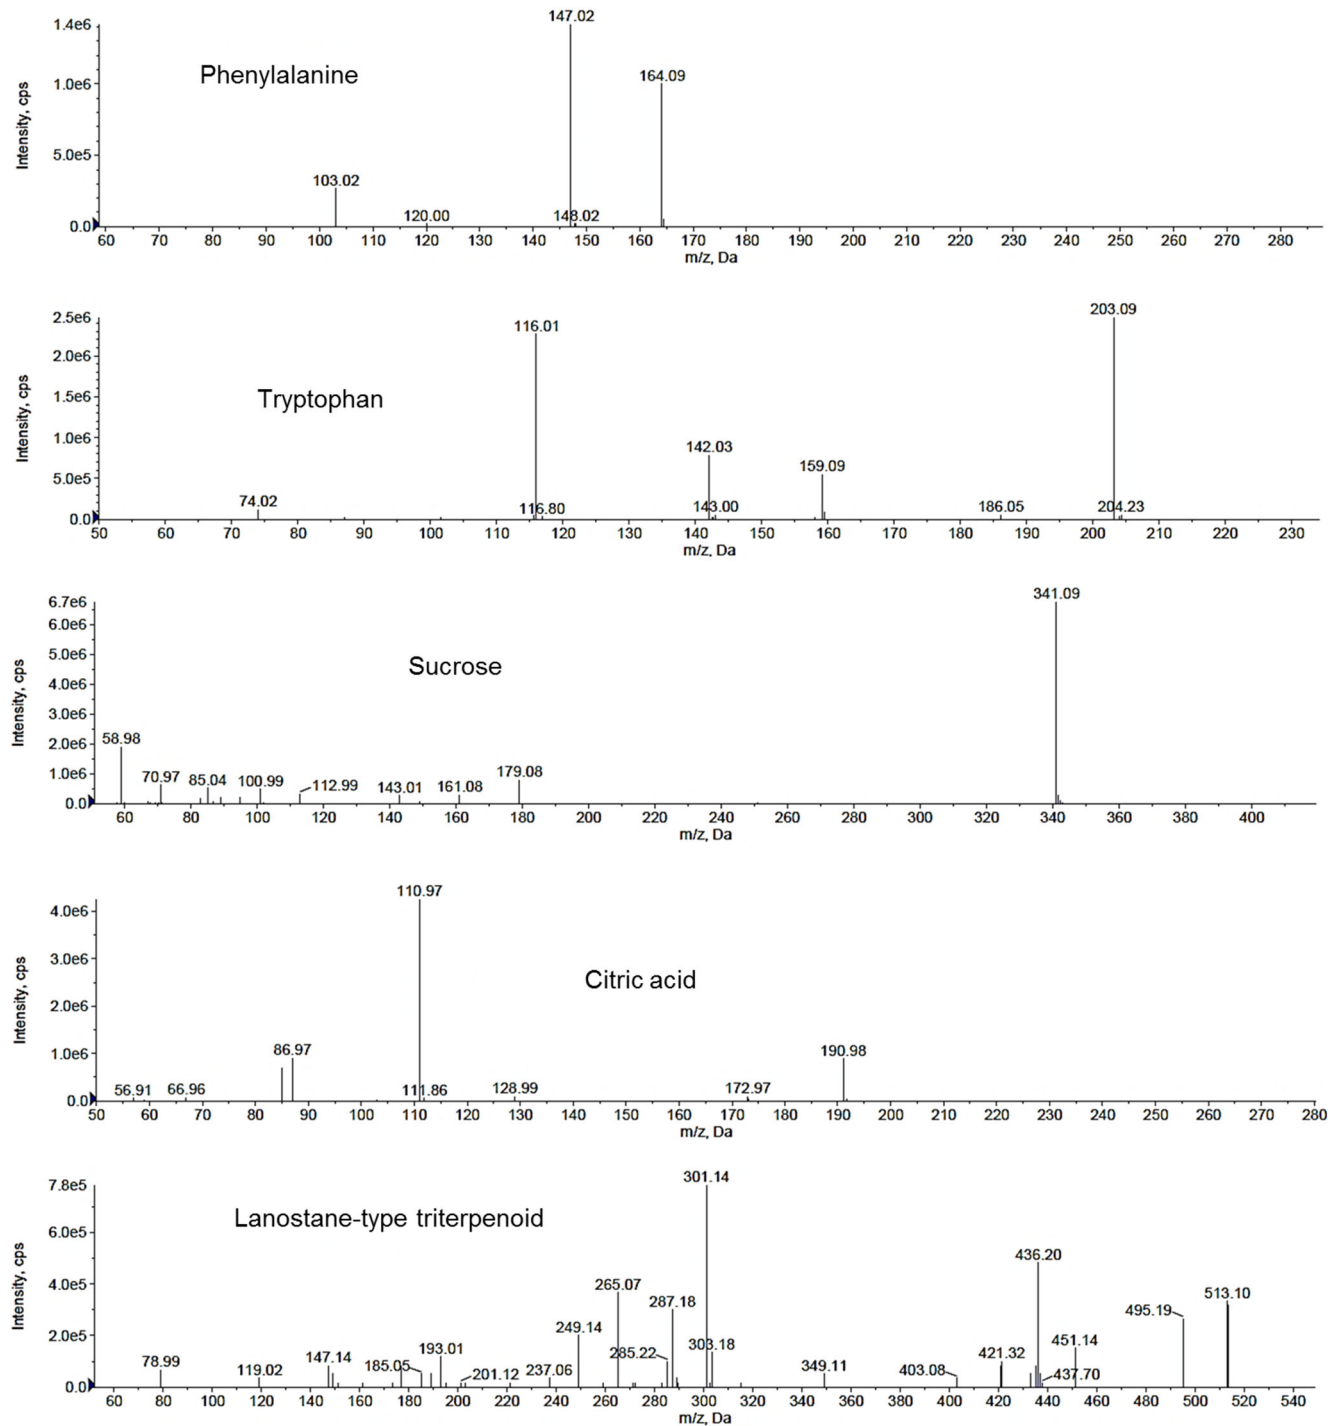 1.4e6
147.02
Phenylalanine
164.09
1.0e6
Intensity, cps
5.0e5
103.02
120.00
148.02
0.0
60 70 80 90 100 110 120 130 140 150 160 170 180 190 200 210 220 230 240 250 260 270 280
m/z, Da
2.5e6
203.09
116.01
2.0e6
Intensity, cps
Tryptophan
1.5e6
1.0e6
142.03
159.09
5.0e5
74.02
116.80
143.00
186.05
204.23
0.0
50 60 70 80 90 100 110 120 130 140 150 160 170 180 190 200 210 220 230
m/z, Da
6.7e6
341.09
6.0e6
Sucrose
5.0e6
Intensity, cps
4.0e6
3.0e6
2.0e6
58.98
1.0e6
70.97
85.04
100.99
112.99
143.01
161.08
179.08
0.0
60 80 100 120 140 160 180 200 220 240 260 280 300 320 340 360 380 400
m/z, Da
110.97
4.0e6
Citric acid
Intensity, cps
3.0e6
2.0e6
1.0e6
86.97
190.98
56.91
66.96
111.86
128.99
172.97
0.0
50 60 70 80 90 100 110 120 130 140 150 160 170 180 190 200 210 220 230 240 250 260 270 280
m/z, Da
7.8e5
301.14
Lanostane-type triterpenoid
6.0e5
Intensity, cps
436.20
4.0e5
265.07
287.18
513.10
495.19
2.0e5
249.14
303.18
451.14
78.99
119.02
147.14
185.05
193.01
201.12
237.06
285.22
349.11
403.08
421.32
437.70
0.0
60 80 100 120 140 160 180 200 220 240 260 280 300 320 340 360 380 400 420 440 460 480 500 520 540
m/z, Da